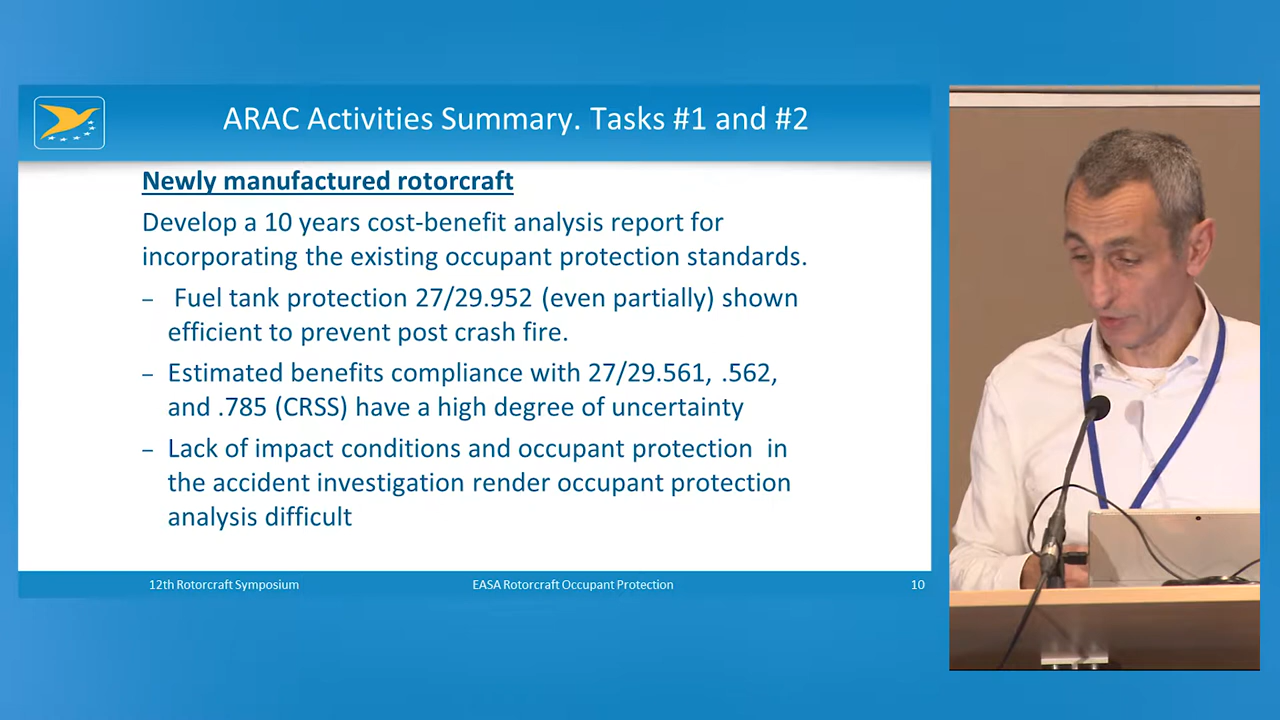 ARAC Activities Summary. Tasks #1 and #2
Newly manufactured rotorcraft
Develop a 10 years cost-benefit analysis report for
incorporating the existing occupant protection standards.
– Fuel tank protection 27/29.952 (even partially) shown
efficient to prevent post crash fire.
– Estimated benefits compliance with 27/29.561, .562,
and .785 (CRSS) have a high degree of uncertainty
– Lack of impact conditions and occupant protection in
the accident investigation render occupant protection
analysis difficult
12th Rotorcraft Symposium
EASA Rotorcraft Occupant Protection
10